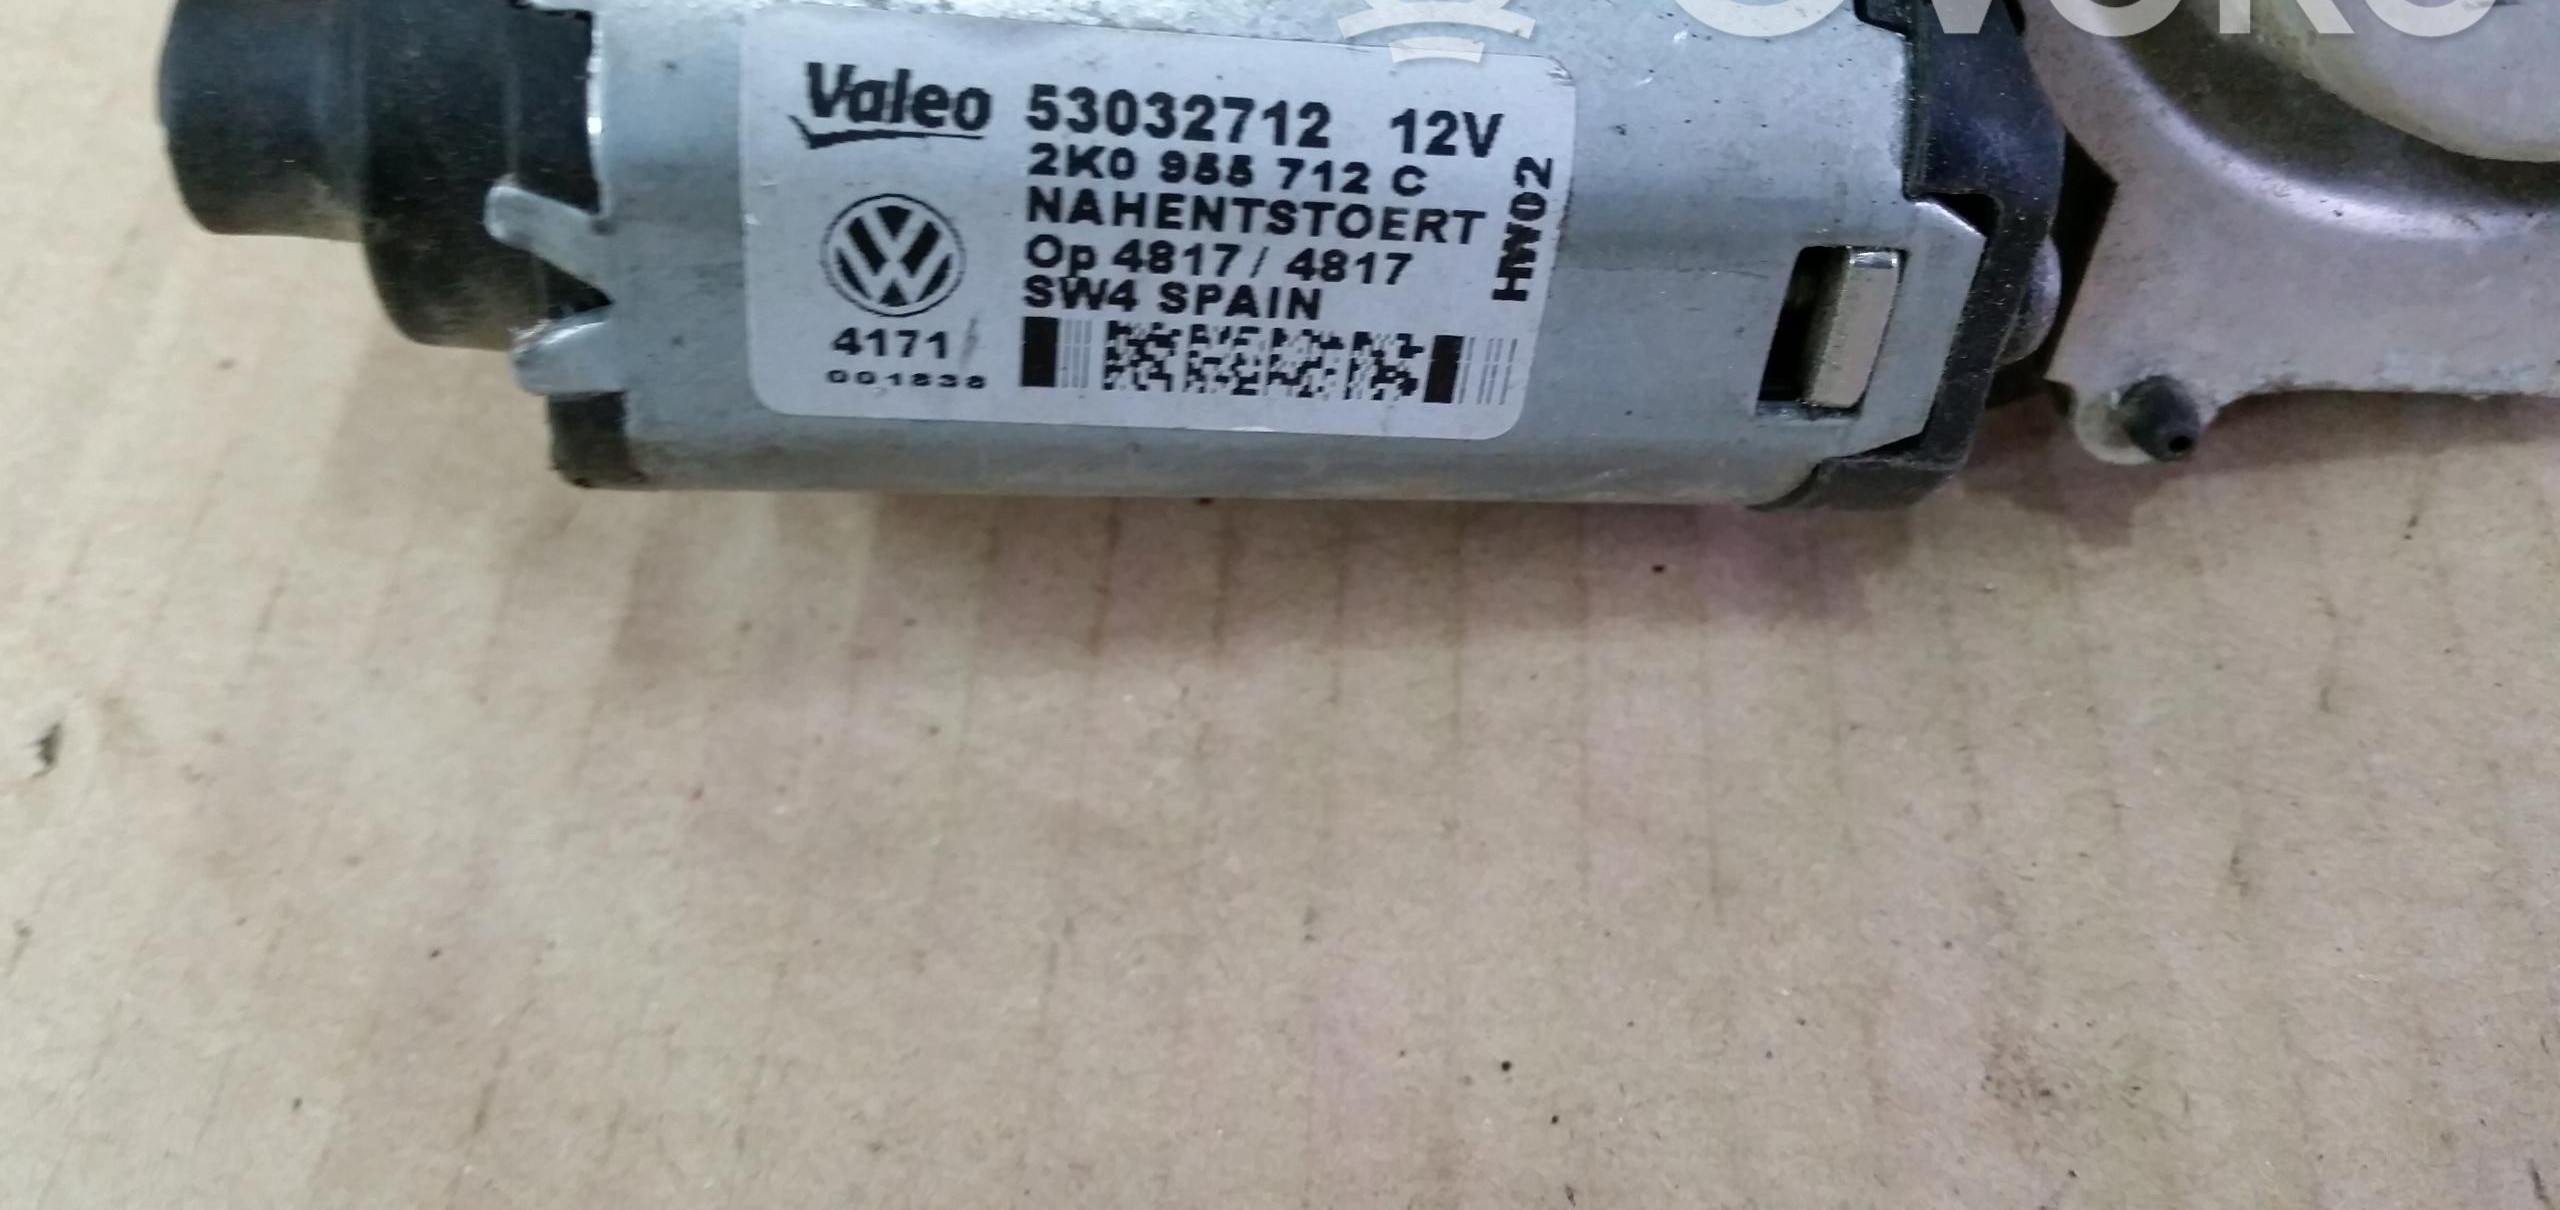 Valeo 53032712 12V
2K0 955 712 C
NAHENTSTOERT
Op 4817 / 4817
SW4 SPAIN
HW02
4171
001838